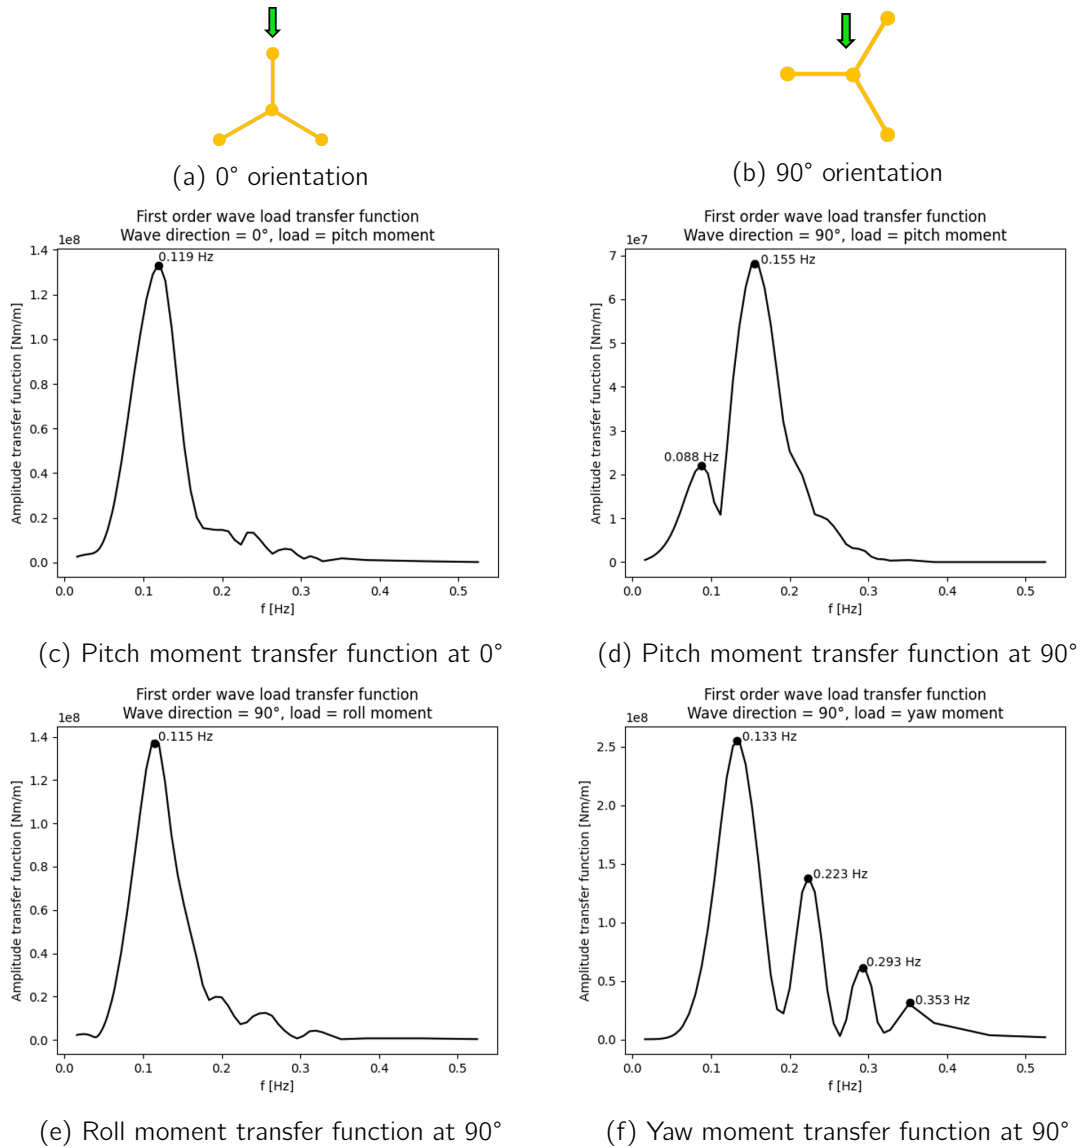 (a) 0° orientation
(b) 90° orientation
First order wave load transfer function
Wave direction = 0°, load = pitch moment
1e8
0.119 Hz
Amplitude transfer function [Nm/m]
1.4
1.2
1.0
0.8
0.6
0.4
0.2
0.0
0.0 0.1 0.2 0.3 0.4 0.5
f [Hz]
(c) Pitch moment transfer function at 0°
First order wave load transfer function
Wave direction = 90°, load = pitch moment
1e7
0.155 Hz
0.088 Hz
Amplitude transfer function [Nm/m]
7
6
5
4
3
2
1
0
0.0 0.1 0.2 0.3 0.4 0.5
f [Hz]
(d) Pitch moment transfer function at 90°
First order wave load transfer function
Wave direction = 90°, load = roll moment
1e8
0.115 Hz
Amplitude transfer function [Nm/m]
1.4
1.2
1.0
0.8
0.6
0.4
0.2
0.0
0.0 0.1 0.2 0.3 0.4 0.5
f [Hz]
(e) Roll moment transfer function at 90°
First order wave load transfer function
Wave direction = 90°, load = yaw moment
1e8
0.133 Hz
0.223 Hz
0.293 Hz
0.353 Hz
Amplitude transfer function [Nm/m]
2.5
2.0
1.5
1.0
0.5
0.0
0.0 0.1 0.2 0.3 0.4 0.5
f [Hz]
(f) Yaw moment transfer function at 90°